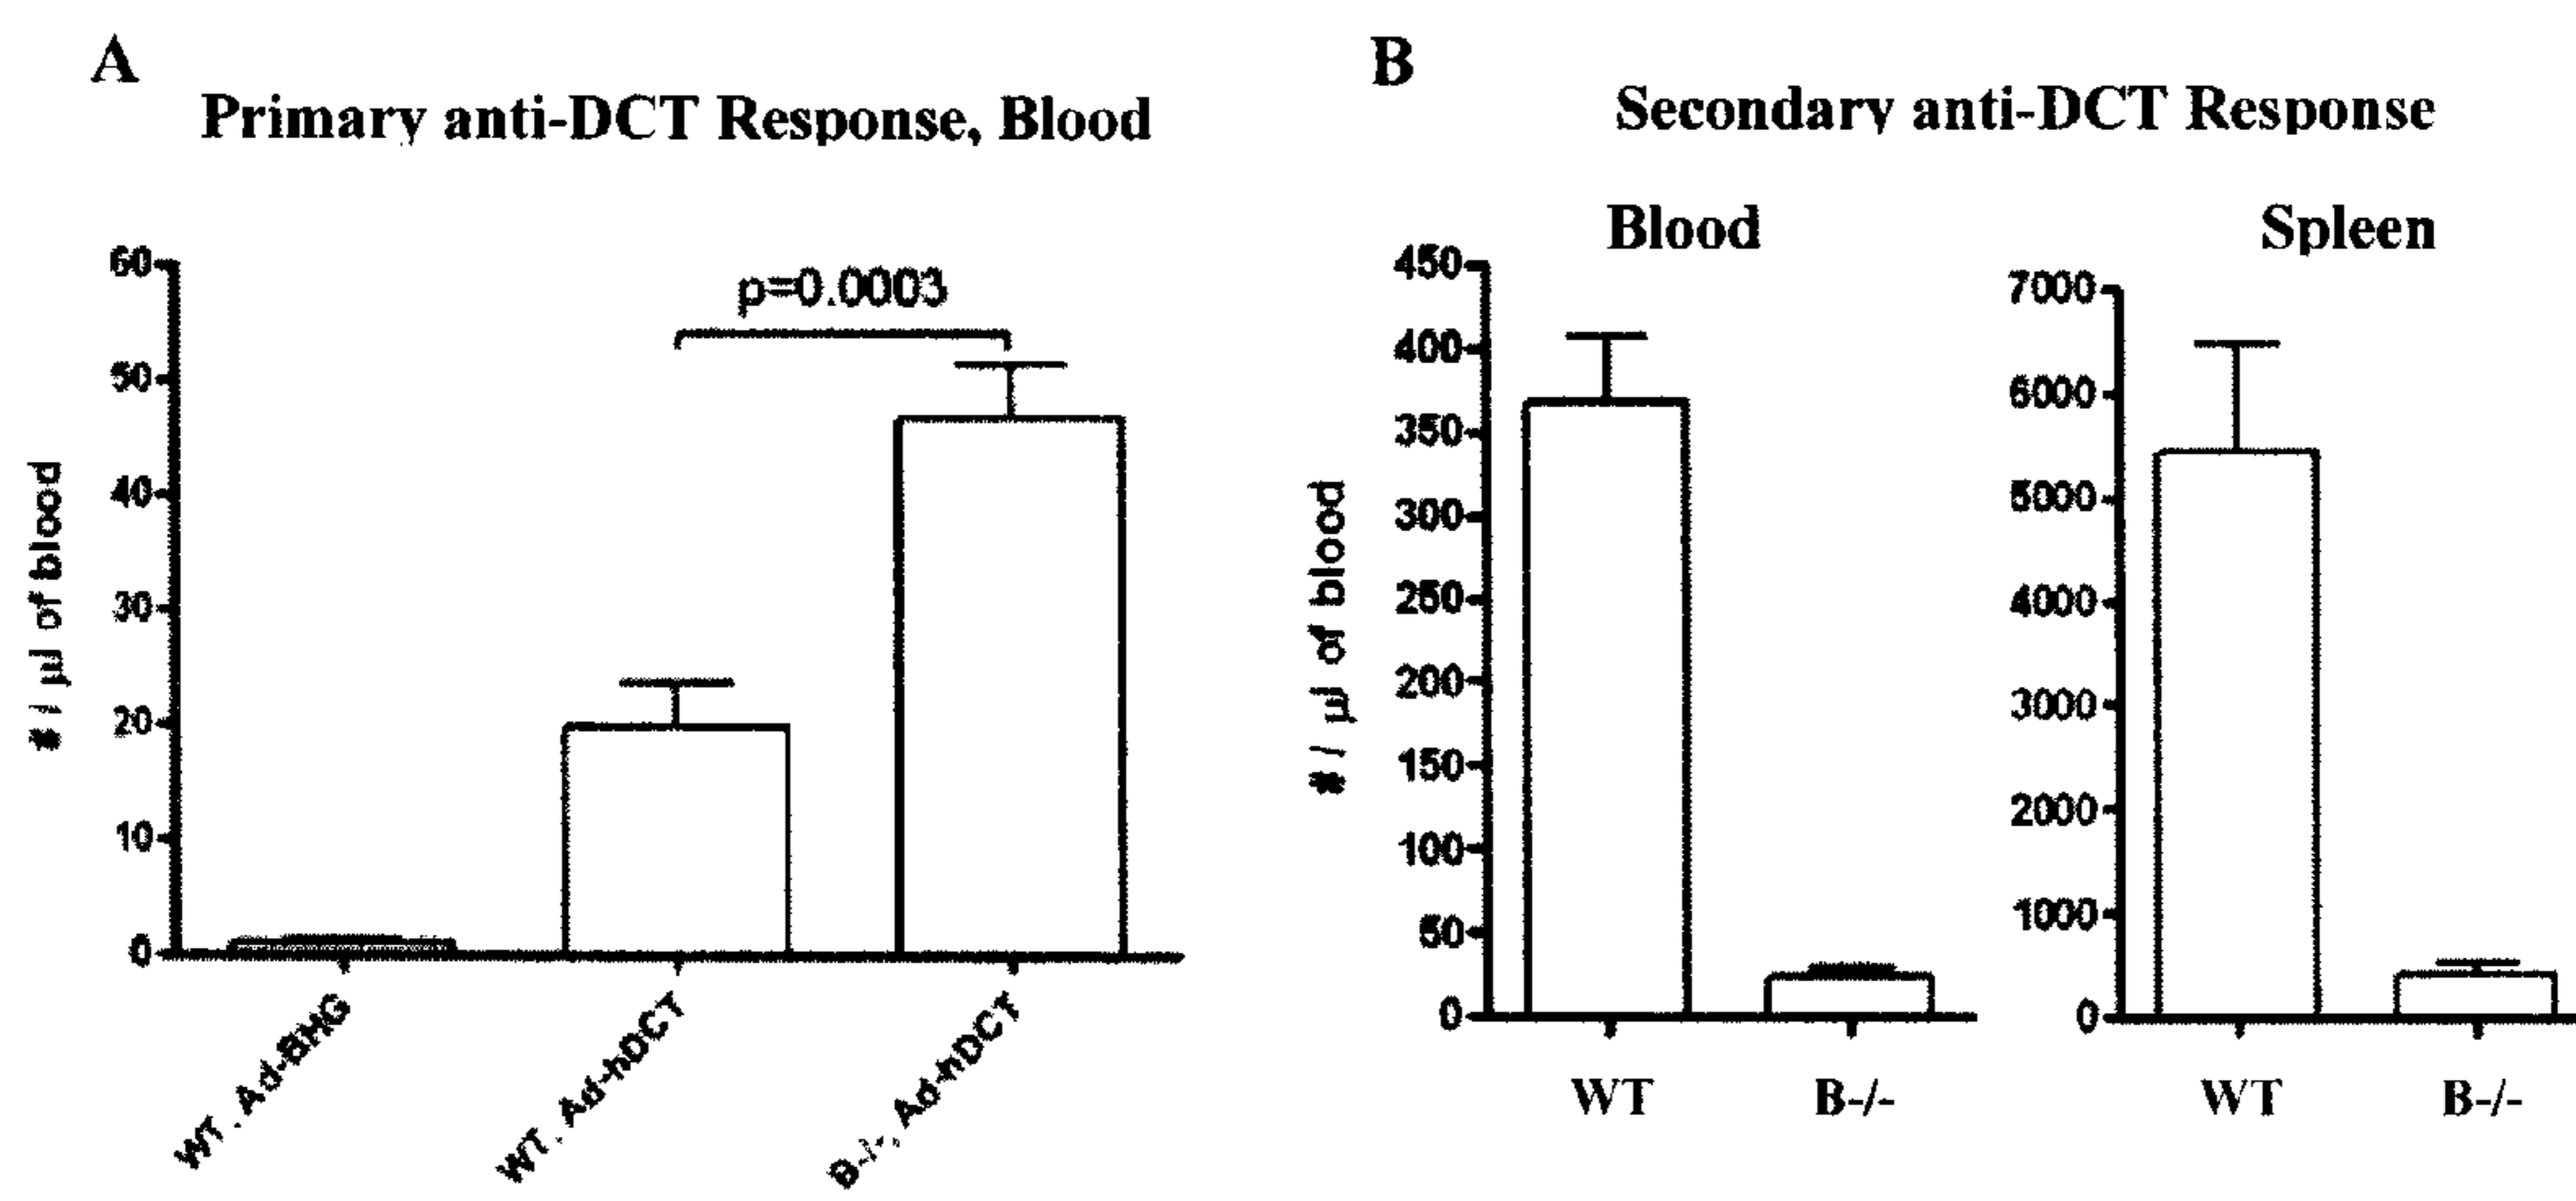 A
Primary anti-DCT Response, Blood
60
50
40
30
20
10
0
# / µl of blood
p=0.0003
WT. Ad-BHG
WT. Ad-hDCT
B-/-, Ad-hDCT
B
Secondary anti-DCT Response
Blood
450
400
350
300
250
200
150
100
50
0
# / µl of blood
WT
B-/-
Spleen
7000
6000
5000
4000
3000
2000
1000
0
WT
B-/-